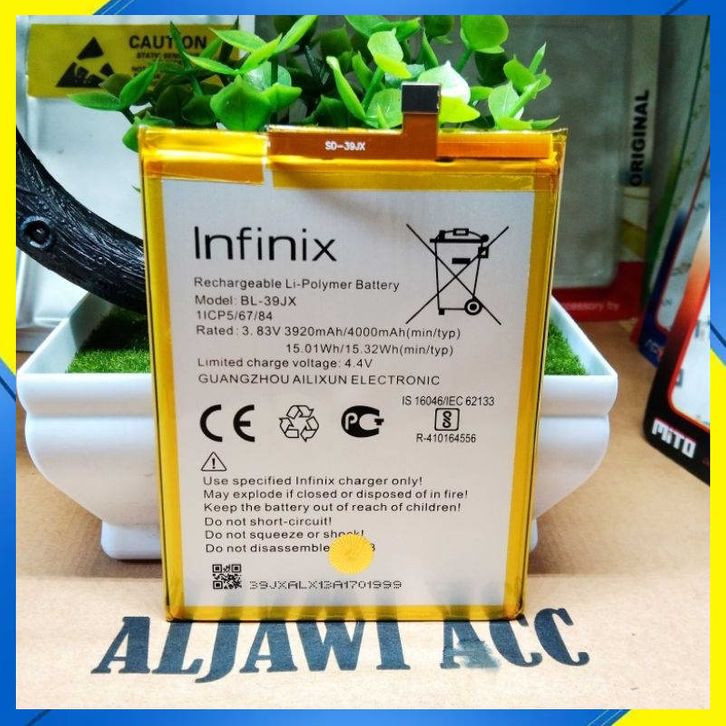 CAUTION
SD-39JX
ORIGINAL
Infinix
Rechargeable Li-Polymer Battery
Model: BL-39JX
1ICP5/67/84
Rated: 3.83V 3920mAh/4000mAh(min/typ)
15.01Wh/15.32Wh(min/typ)
Limited charge voltage: 4.4V
GUANGZHOU AILIXUN ELECTRONIC
IS 16046/IEC 62133
R-410164556
Use specified Infinix charger only!
May explode if closed or disposed of in fire!
Keep the battery out of reach of children!
Do not short-circuit!
Do not squeeze or shock!
Do not disassemble
39JXALX13A1701999
MiTO
ALJAWI ACC